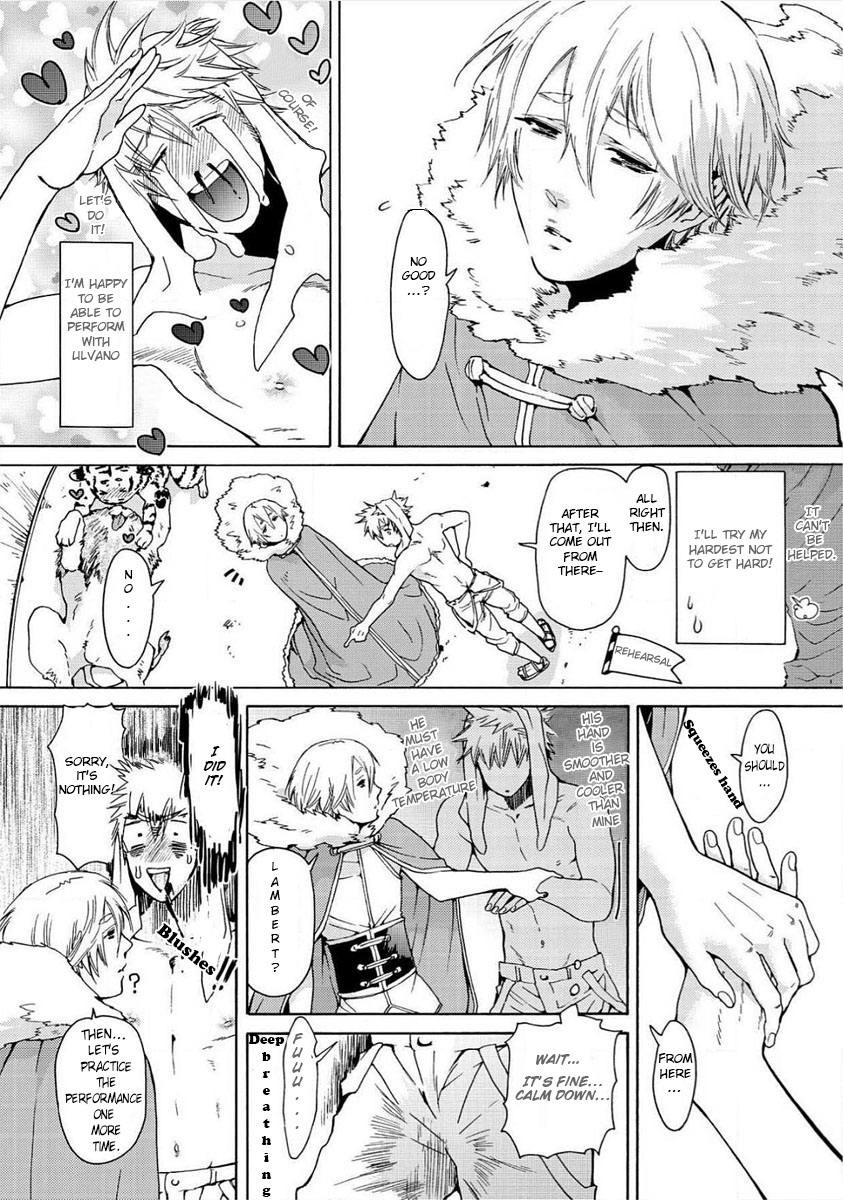 NO
GOOD
...?
OF
COURSE!
LET'S
DO
IT!
I'M HAPPY
TO BE
ABLE TO
PERFORM
WITH
ULVANO
IT
CAN'T
BE
HELPED.
I'LL TRY MY
HARDEST NOT
TO GET HARD!
ALL
RIGHT
THEN.
AFTER
THAT, I'LL
COME OUT
FROM
THERE-
REHEARSAL
NO...
YOU
SHOULD
...
Squeezes hand
FROM
HERE
...
HIS
HAND
IS
SMOOTHER
AND
COOLER
THAN
MINE
HE
MUST
HAVE
A LOW
BODY
TEMPERATURE
LAMBERT?
WAIT...
IT'S FINE...
CALM DOWN...
FUUU....
Deep
breathing
I
DID
IT!
SORRY,
IT'S
NOTHING!
Blushes!!
?
THEN...
LET'S
PRACTICE
THE
PERFORMANCE
ONE
MORE
TIME.